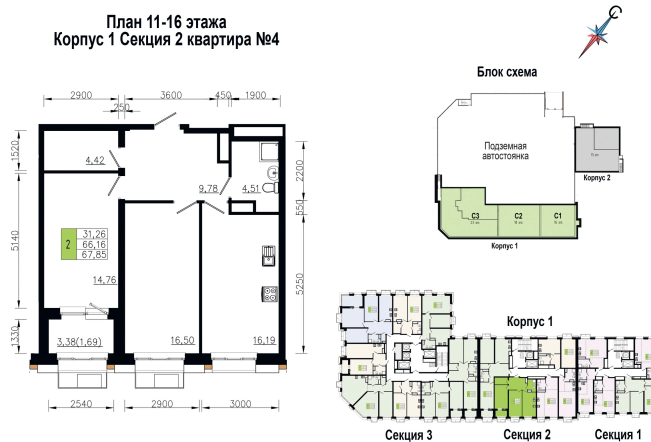 План 11-16 этажа
Корпус 1 Секция 2 квартира №4
2900
250
3600
450
1900
1520
4.42
9.78
4.51
2200
550
2
31,26
66,16
67,85
5140
14.76
5250
1330
3.38(1.69)
16.50
16.19
2540
2900
3000
С
Блок схема
Подземная
автостоянка
Корпус 2
С3
С2
С1
Корпус 1
Корпус 1
Секция 3
Секция 2
Секция 1